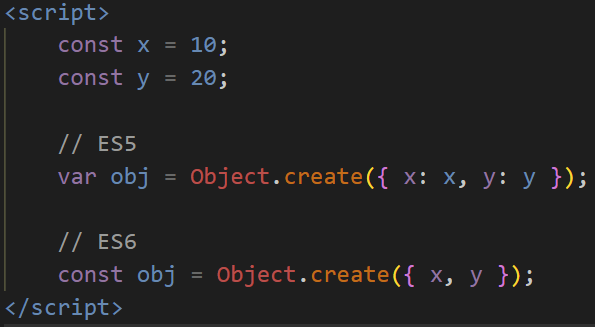 <script>
const x = 10;
const y = 20;
// ES5
var obj = Object.create({ x: x, y: y });
// ES6
const obj = Object.create({ x, y });
</script>